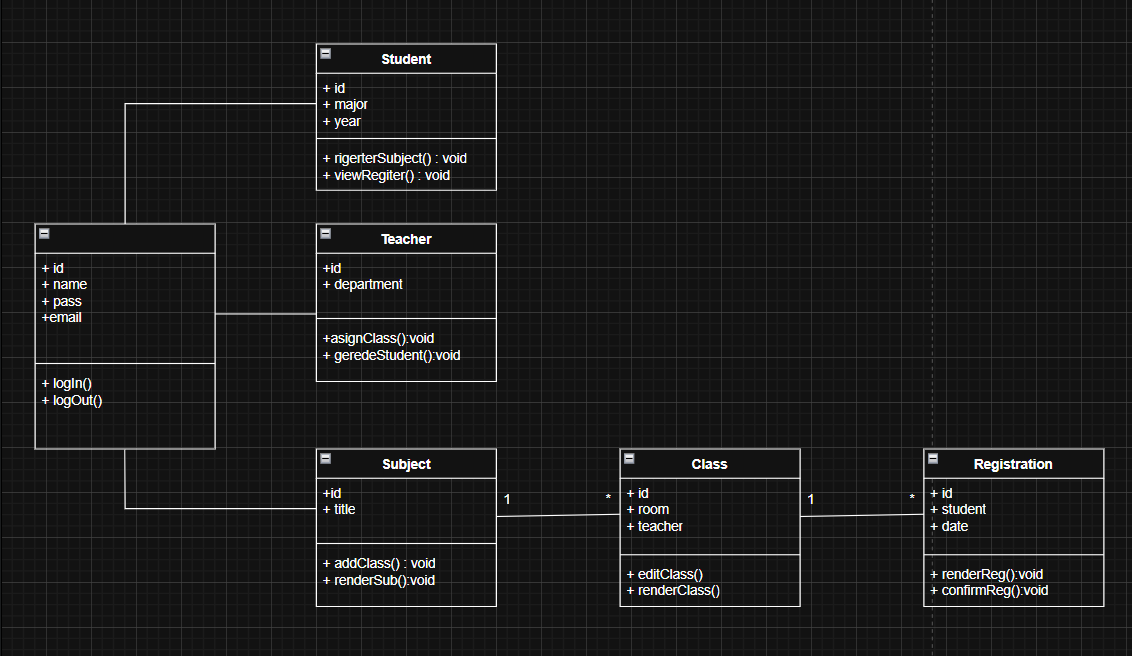 Student
+ id
+ major
+ year
+ rigerterSubject() : void
+ viewRegiter() : void
+ id
+ name
+ pass
+email
+ logIn()
+ logOut()
Teacher
+id
+ department
+asignClass():void
+ geredeStudent():void
Subject
+id
+ title
+ addClass() : void
+ renderSub():void
1
*
Class
+ id
+ room
+ teacher
+ editClass()
+ renderClass()
1
*
Registration
+ id
+ student
+ date
+ renderReg():void
+ confirmReg():void